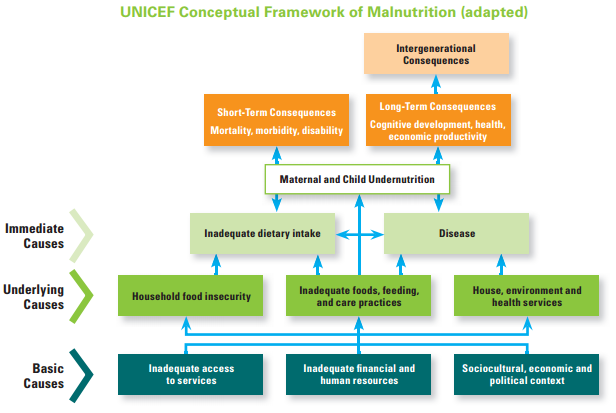 UNICEF Conceptual Framework of Malnutrition (adapted)
Intergenerational
Consequences
Short-Term Consequences
Mortality, morbidity, disability
Long-Term Consequences
Cognitive development, health,
economic productivity
Maternal and Child Undernutrition
Immediate
Causes
Inadequate dietary intake
Disease
Underlying
Causes
Household food insecurity
Inadequate foods, feeding,
and care practices
House, environment and
health services
Basic
Causes
Inadequate access
to services
Inadequate financial and
human resources
Sociocultural, economic and
political context